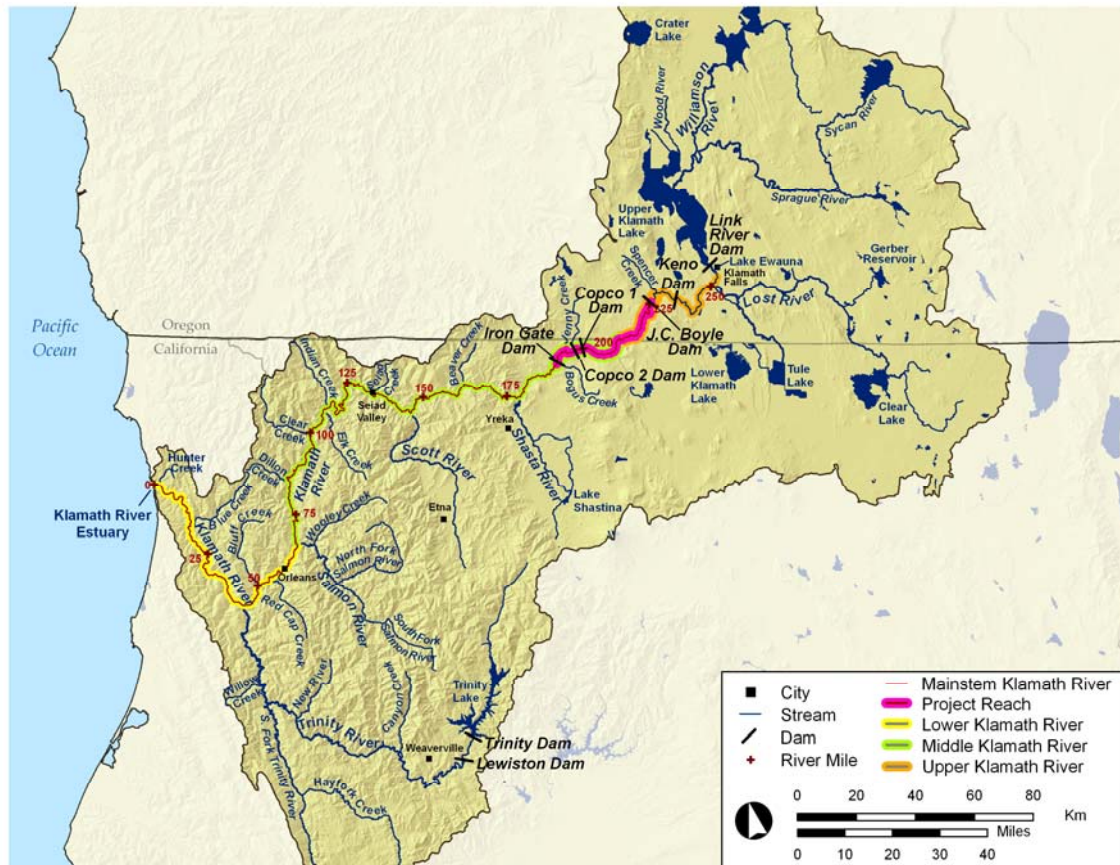 Crater
Lake
Wood River
Williamson
River
Sycan River
Sprague River
Upper
Klamath
Lake
Link
River
Dam
Spencer
Creek
Keno
Dam
Lake Ewauna
Klamath
Falls
Gerber
Reservoir
250
Lost River
225
Copco 1
Dam
Jenny Creek
Pacific
Ocean
Oregon
California
Iron Gate
Dam
200
J.C. Boyle
Dam
Copco 2 Dam
Bogus Creek
Lower
Klamath
Lake
Tule
Lake
Clear
Lake
Indian Creek
125
Seiad
Creek
Seiad
Valley
150
Beaver Creek
175
Yreka
Shasta River
Clear
Creek
100
Elk Creek
Scott River
Hunter
Creek
0
Dillon
Creek
Klamath
River
Blue Creek
Lake
Shastina
Klamath River
Estuary
Bluff Creek
75
Wooley Creek
Etna
25
Klamath River
North Fork
Salmon River
50
Orleans
Salmon River
Red Cap
Creek
South Fork
Salmon River
Willow
Creek
New River
Canyon Creek
Trinity
Lake
S. Fork Trinity River
Trinity River
Weaverville
Trinity Dam
Lewiston Dam
Hayfork Creek
City
Stream
Dam
River Mile
Mainstem Klamath River
Project Reach
Lower Klamath River
Middle Klamath River
Upper Klamath River
0 20 40 60 80
Km
Miles
0 10 20 30 40